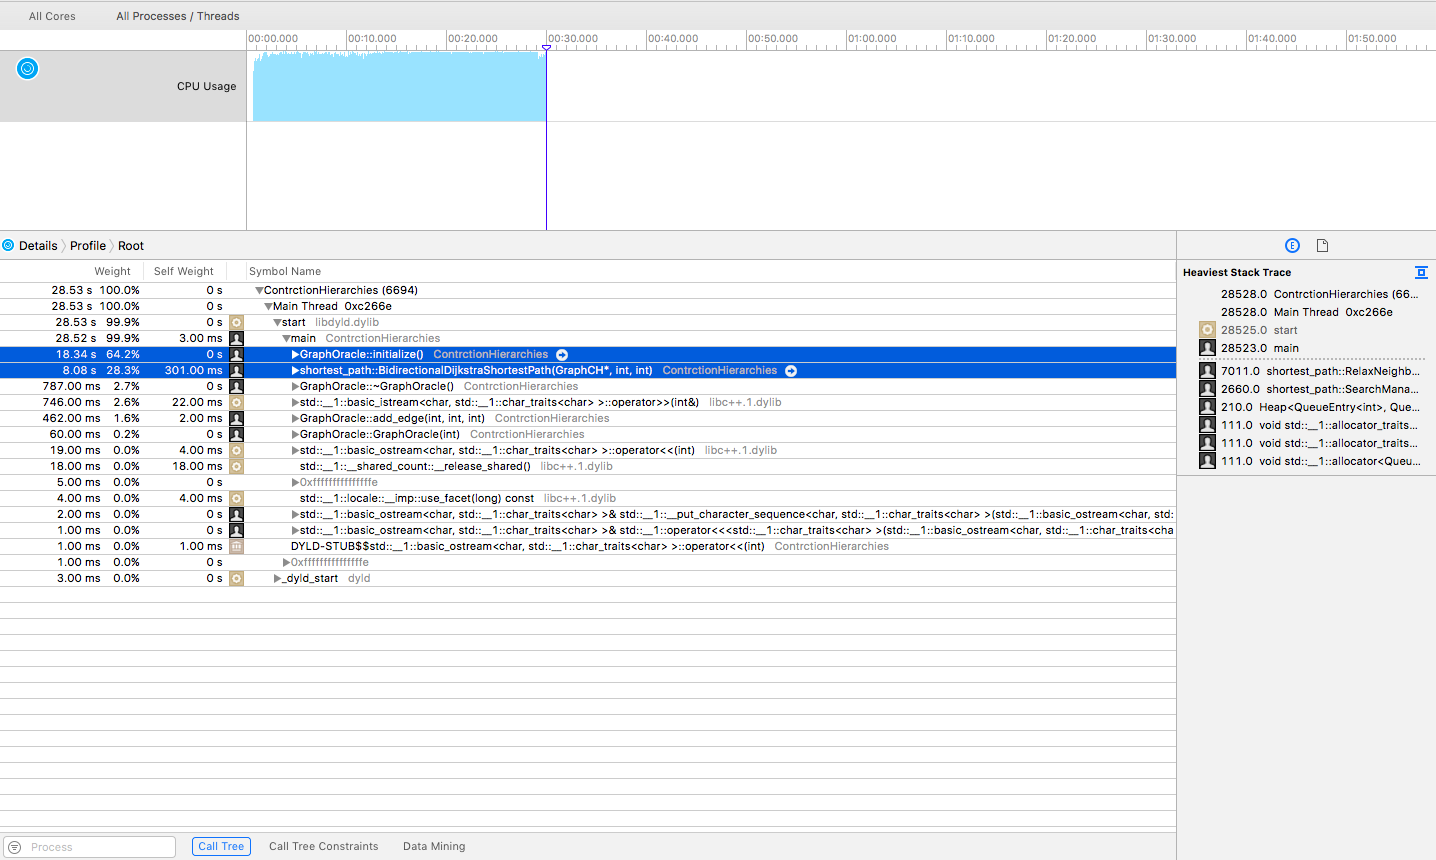 All Cores All Processes / Threads
00:00.000 00:10.000 00:20.000 00:30.000 00:40.000 00:50.000 01:00.000 01:10.000 01:20.000 01:30.000 01:40.000 01:50.000
CPU Usage
Details Profile Root
E
Weight Self Weight Symbol Name
28.53 s 100.0% 0 s ContrctionHierarchies (6694)
28.53 s 100.0% 0 s Main Thread 0xc266e
28.53 s 99.9% 0 s start libdyld.dylib
28.52 s 99.9% 3.00 ms main ContrctionHierarchies
18.34 s 64.2% 0 s GraphOracle::initialize() ContrctionHierarchies
8.08 s 28.3% 301.00 ms shortest_path::BidirectionalDijkstraShortestPath(GraphCH*, int, int) ContrctionHierarchies
787.00 ms 2.7% 0 s GraphOracle::~GraphOracle() ContrctionHierarchies
746.00 ms 2.6% 22.00 ms std::__1::basic_istream<char, std::__1::char_traits<char> >::operator>>(int&) libc++.1.dylib
462.00 ms 1.6% 2.00 ms GraphOracle::add_edge(int, int, int) ContrctionHierarchies
60.00 ms 0.2% 0 s GraphOracle::GraphOracle(int) ContrctionHierarchies
19.00 ms 0.0% 4.00 ms std::__1::basic_ostream<char, std::__1::char_traits<char> >::operator<<(int) libc++.1.dylib
18.00 ms 0.0% 18.00 ms std::__1::__shared_count::__release_shared() libc++.1.dylib
5.00 ms 0.0% 0 s 0xfffffffffffffffe
4.00 ms 0.0% 4.00 ms std::__1::locale::__imp::use_facet(long) const libc++.1.dylib
2.00 ms 0.0% 0 s std::__1::basic_ostream<char, std::__1::char_traits<char> >& std::__1::__put_character_sequence<char, std::__1::char_traits<char> >(std::__1::basic_ostream<char, std:
1.00 ms 0.0% 0 s std::__1::basic_ostream<char, std::__1::char_traits<char> >& std::__1::operator<<<std::__1::char_traits<char> >(std::__1::basic_ostream<char, std::__1::char_traits<cha
1.00 ms 0.0% 1.00 ms DYLD-STUB$$std::__1::basic_ostream<char, std::__1::char_traits<char> >::operator<<(int) ContrctionHierarchies
1.00 ms 0.0% 0 s 0xfffffffffffffffe
3.00 ms 0.0% 0 s _dyld_start dyld
Heaviest Stack Trace
28528.0 ContrctionHierarchies (66...
28528.0 Main Thread 0xc266e
28525.0 start
28523.0 main
7011.0 shortest_path::RelaxNeighb...
2660.0 shortest_path::SearchMana...
210.0 Heap<QueueEntry<int>, Que...
111.0 void std::__1::allocator_traits...
111.0 void std::__1::allocator_traits...
111.0 void std::__1::allocator<Queu...
Process Call Tree Call Tree Constraints Data Mining